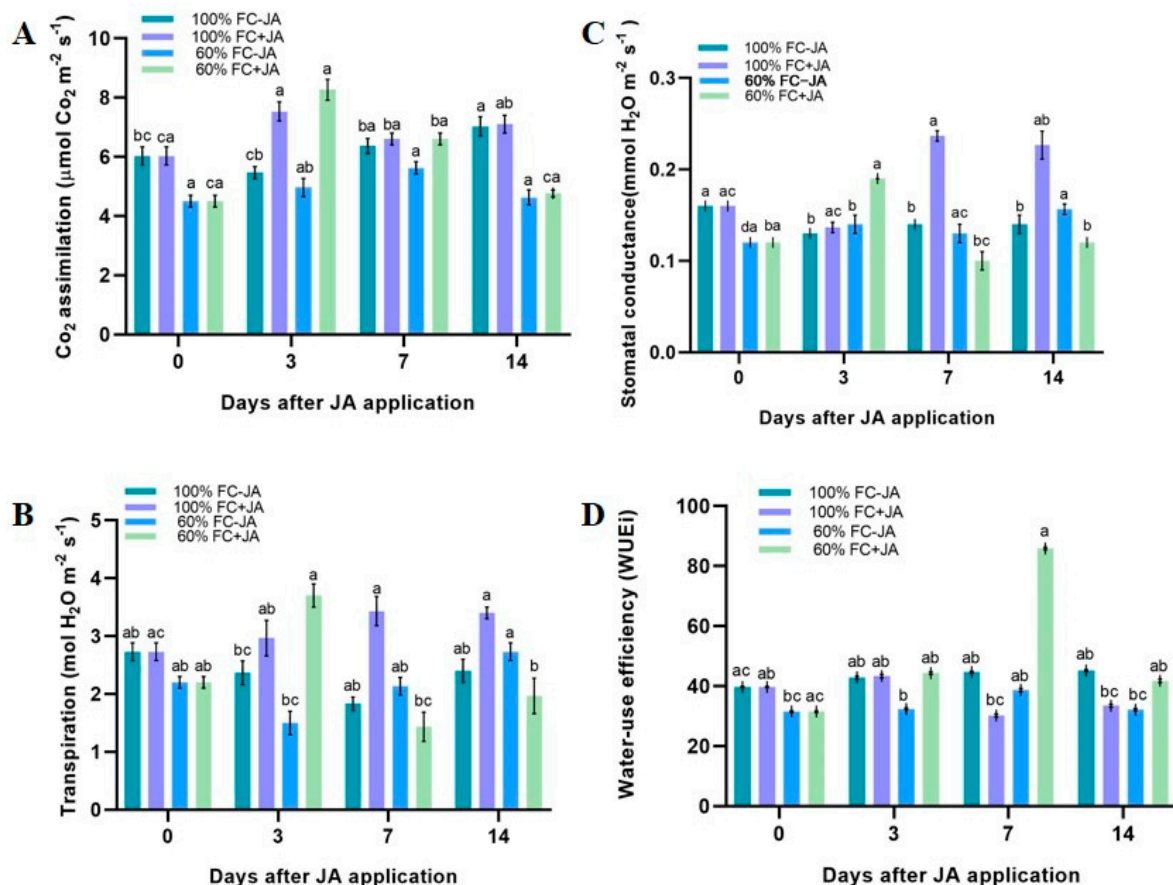 A
100% FC-JA
100% FC+JA
60% FC-JA
60% FC+JA
Co₂ assimilation (μmol Co₂ m⁻² s⁻¹)
10
8
6
4
2
0
bc ca a ca
cb a ab a
ba ba a ba
a ab a ca
0 3 7 14
Days after JA application
C
100% FC-JA
100% FC+JA
60% FC-JA
60% FC+JA
Stomatal conductance(mmol H₂O m⁻² s⁻¹)
0.3
0.2
0.1
0.0
a ac da ba
b ac b a
b a ac bc
b ab a b
0 3 7 14
Days after JA application
B
100% FC-JA
100% FC+JA
60% FC-JA
60% FC+JA
Transpiration (mol H₂O m⁻² s⁻¹)
5
4
3
2
1
0
ab ac ab ab
bc ab bc a
ab a ab bc
ab a a b
0 3 7 14
Days after JA application
D
100% FC-JA
100% FC+JA
60% FC-JA
60% FC+JA
Water-use efficiency (WUEi)
100
80
60
40
20
0
ac ab bc ac
ab ab b ab
ab bc ab a
ab bc bc ab
0 3 7 14
Days after JA application